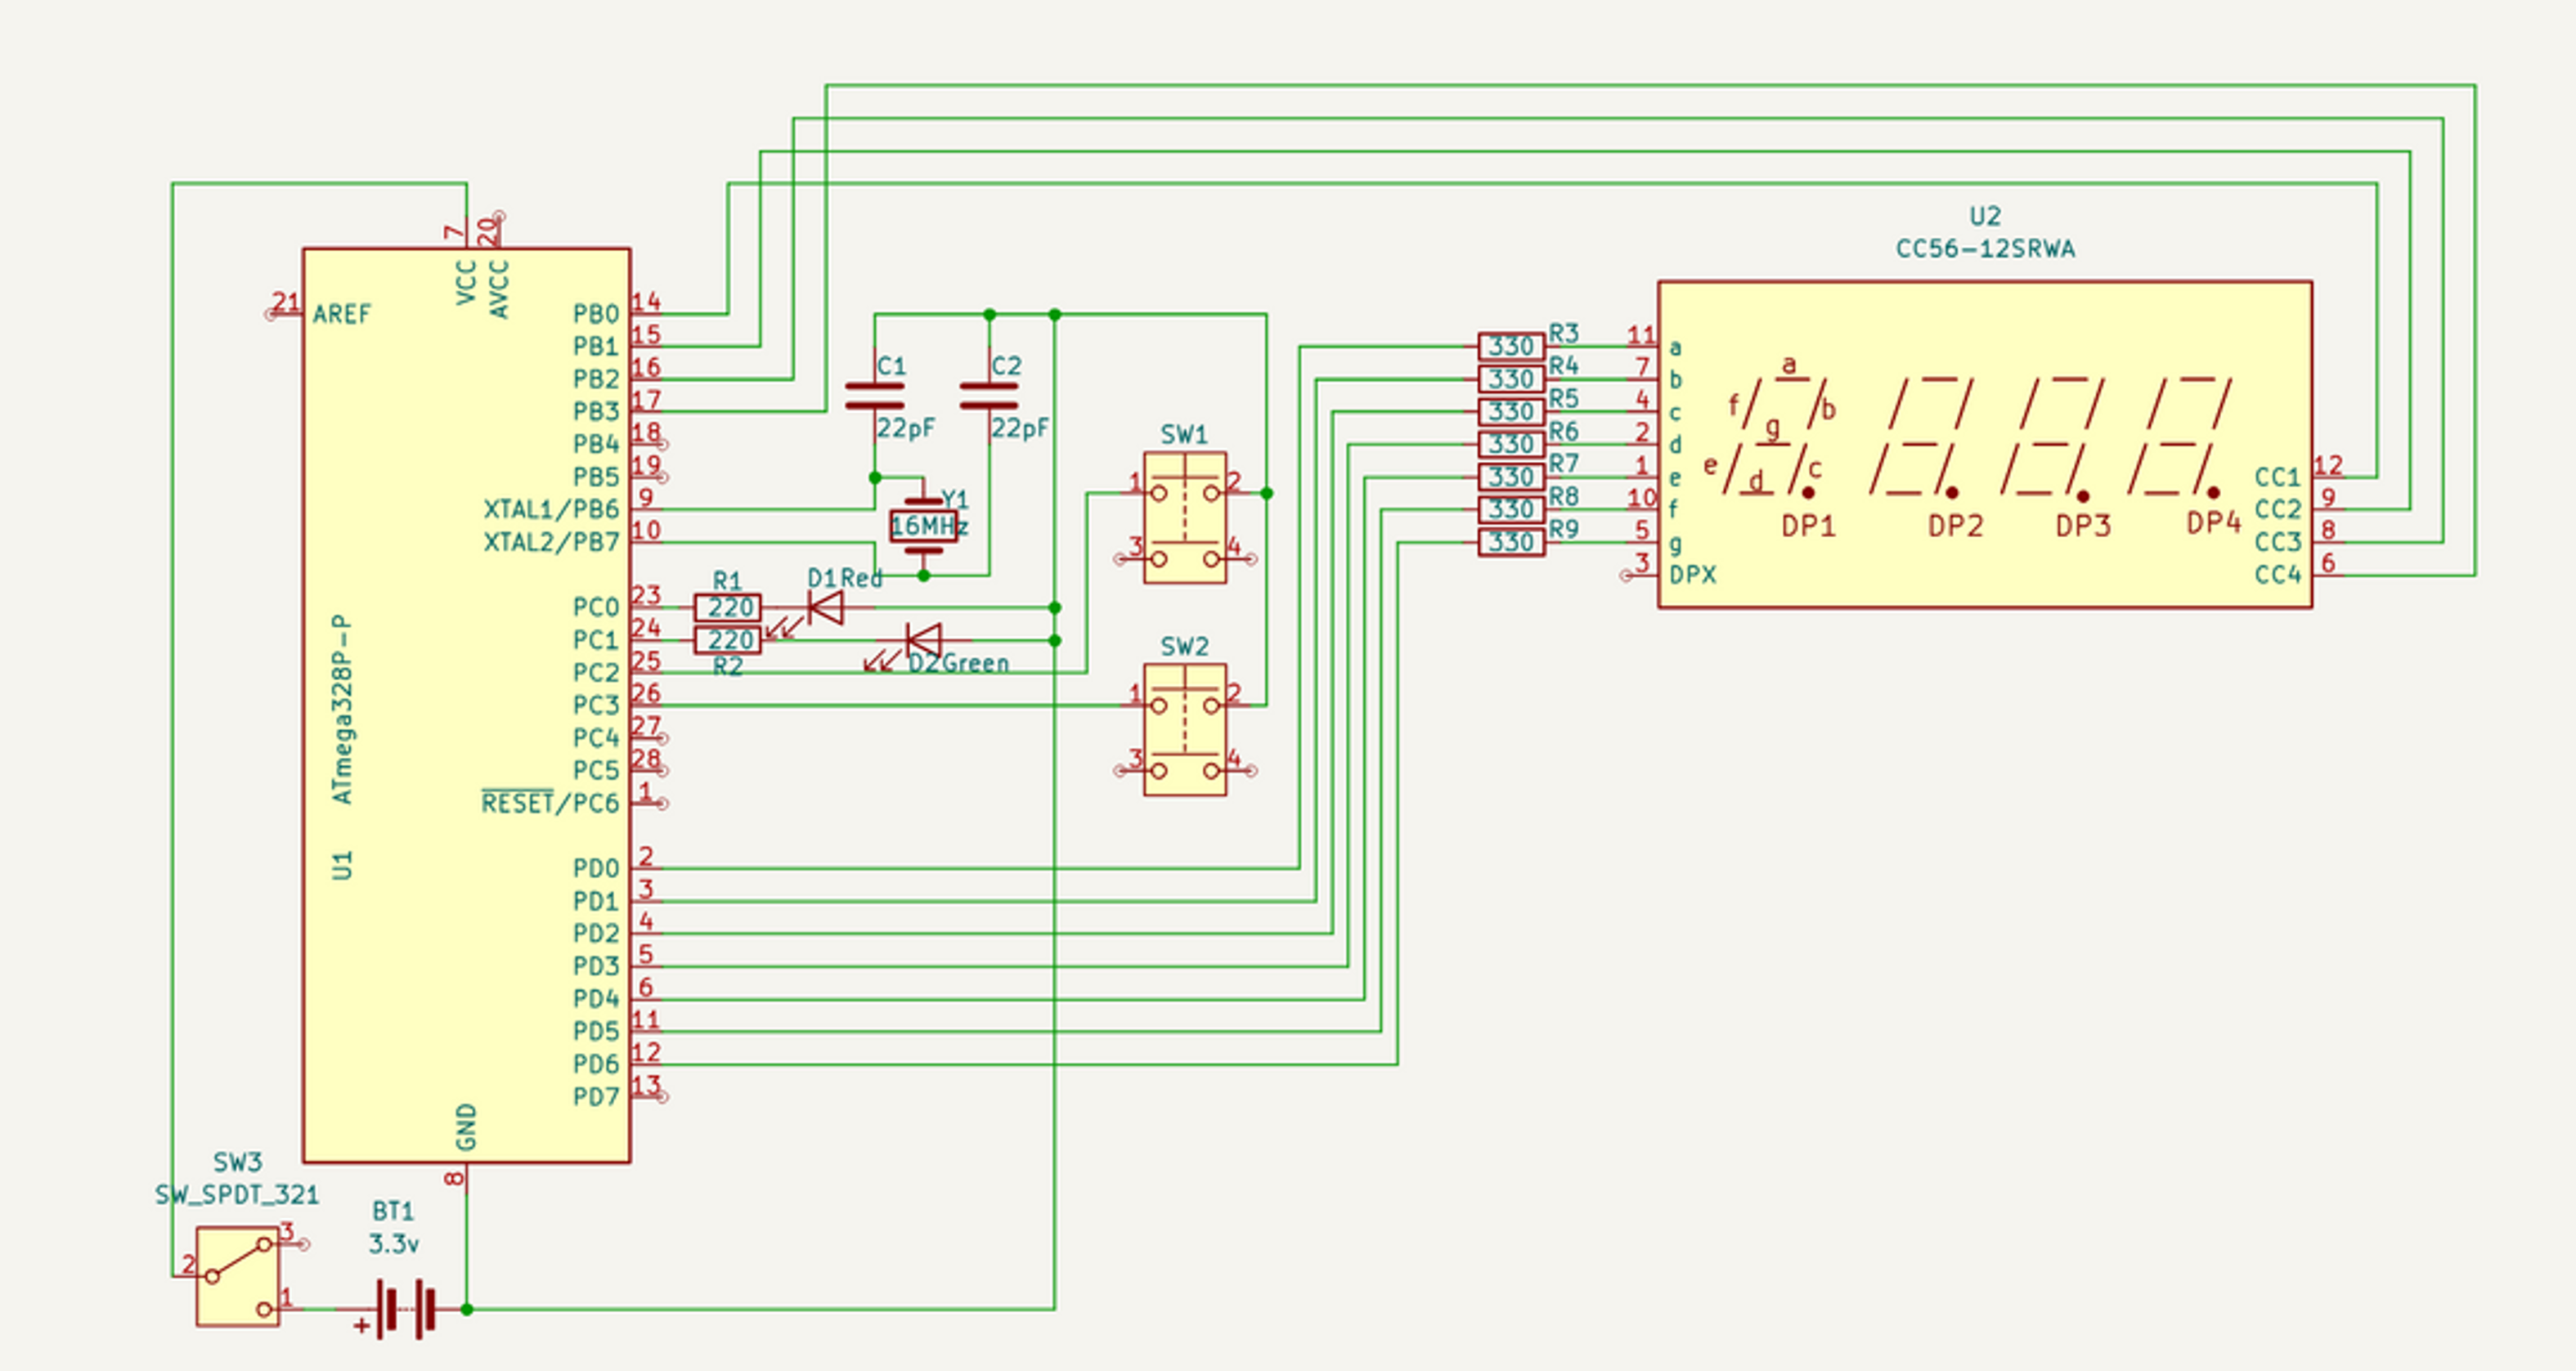 U2
CC56-12SRWA
7
20
VCC
AVCC
21
AREF
PB0
14
PB1
15
PB2
16
PB3
17
PB4
18
PB5
19
XTAL1/PB6
9
XTAL2/PB7
10
PC0
23
PC1
24
PC2
25
PC3
26
PC4
27
PC5
28
RESET/PC6
1
PD0
2
PD1
3
PD2
4
PD3
5
PD4
6
PD5
11
PD6
12
PD7
13
ATmega328P-P
U1
GND
8
C1
22pF
C2
22pF
Y1
16MHz
R1
220
D1Red
220
R2
D2Green
SW1
1
2
3
4
SW2
1
2
3
4
330
R3
11
a
330
R4
7
b
330
R5
4
c
330
R6
2
d
330
R7
1
e
330
R8
10
f
330
R9
5
g
3
DPX
a
f
b
g
e
d
c
DP1
DP2
DP3
DP4
CC1
12
CC2
9
CC3
8
CC4
6
SW3
SW_SPDT_321
3
2
1
BT1
3.3v
+